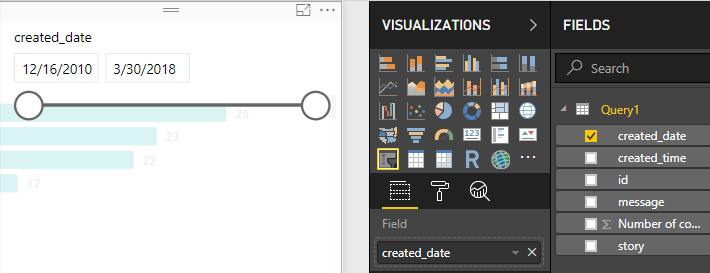 created_date
12/16/2010 3/30/2018
26
23
22
17
VISUALIZATIONS
123
R
Field
created_date
FIELDS
Search
Query1
created_date
created_time
id
message
Σ Number of co...
story